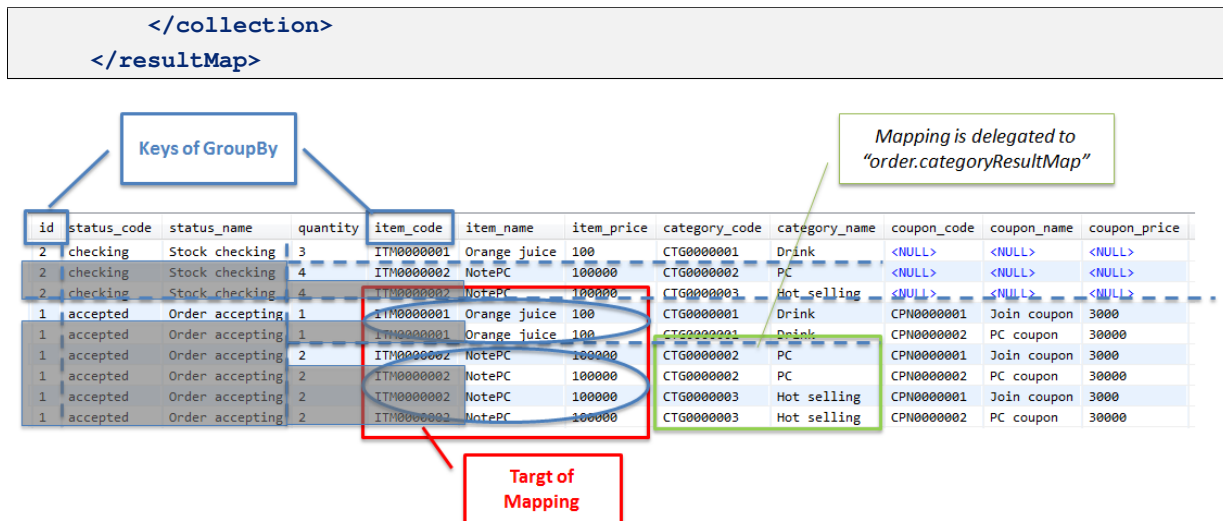 </collection>
</resultMap>
Keys of GroupBy
Mapping is delegated to
“order.categoryResultMap”
id status_code status_name quantity item_code item_name item_price category_code category_name coupon_code coupon_name coupon_price
2 checking Stock checking 3 ITM0000001 Orange juice 100 CTG0000001 Drink <NULL> <NULL> <NULL>
2 checking Stock checking 4 ITM0000002 NotePC 100000 CTG0000002 PC <NULL> <NULL> <NULL>
2 checking Stock checking 4 ITM0000002 NotePC 100000 CTG0000003 Hot selling <NULL> <NULL> <NULL>
1 accepted Order accepting 1 ITM0000001 Orange juice 100 CTG0000001 Drink CPN0000001 Join coupon 3000
1 accepted Order accepting 1 ITM0000001 Orange juice 100 CTG0000001 Drink CPN0000002 PC coupon 30000
1 accepted Order accepting 2 ITM0000002 NotePC 100000 CTG0000002 PC CPN0000001 Join coupon 3000
1 accepted Order accepting 2 ITM0000002 NotePC 100000 CTG0000002 PC CPN0000002 PC coupon 30000
1 accepted Order accepting 2 ITM0000002 NotePC 100000 CTG0000003 Hot selling CPN0000001 Join coupon 3000
1 accepted Order accepting 2 ITM0000002 NotePC 100000 CTG0000003 Hot selling CPN0000002 PC coupon 30000
Targt of
Mapping